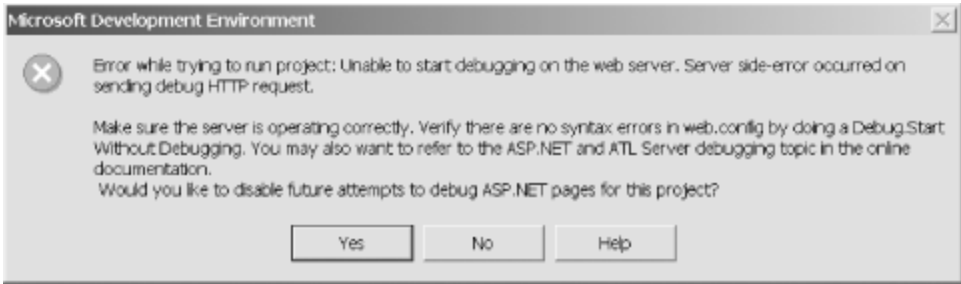 Microsoft Development Environment
Error while trying to run project: Unable to start debugging on the web server. Server side-error occurred on
sending debug HTTP request.
Make sure the server is operating correctly. Verify there are no syntax errors in web.config by doing a Debug.Start
Without Debugging. You may also want to refer to the ASP.NET and ATL Server debugging topic in the online
documentation.
Would you like to disable future attempts to debug ASP.NET pages for this project?
Yes No Help